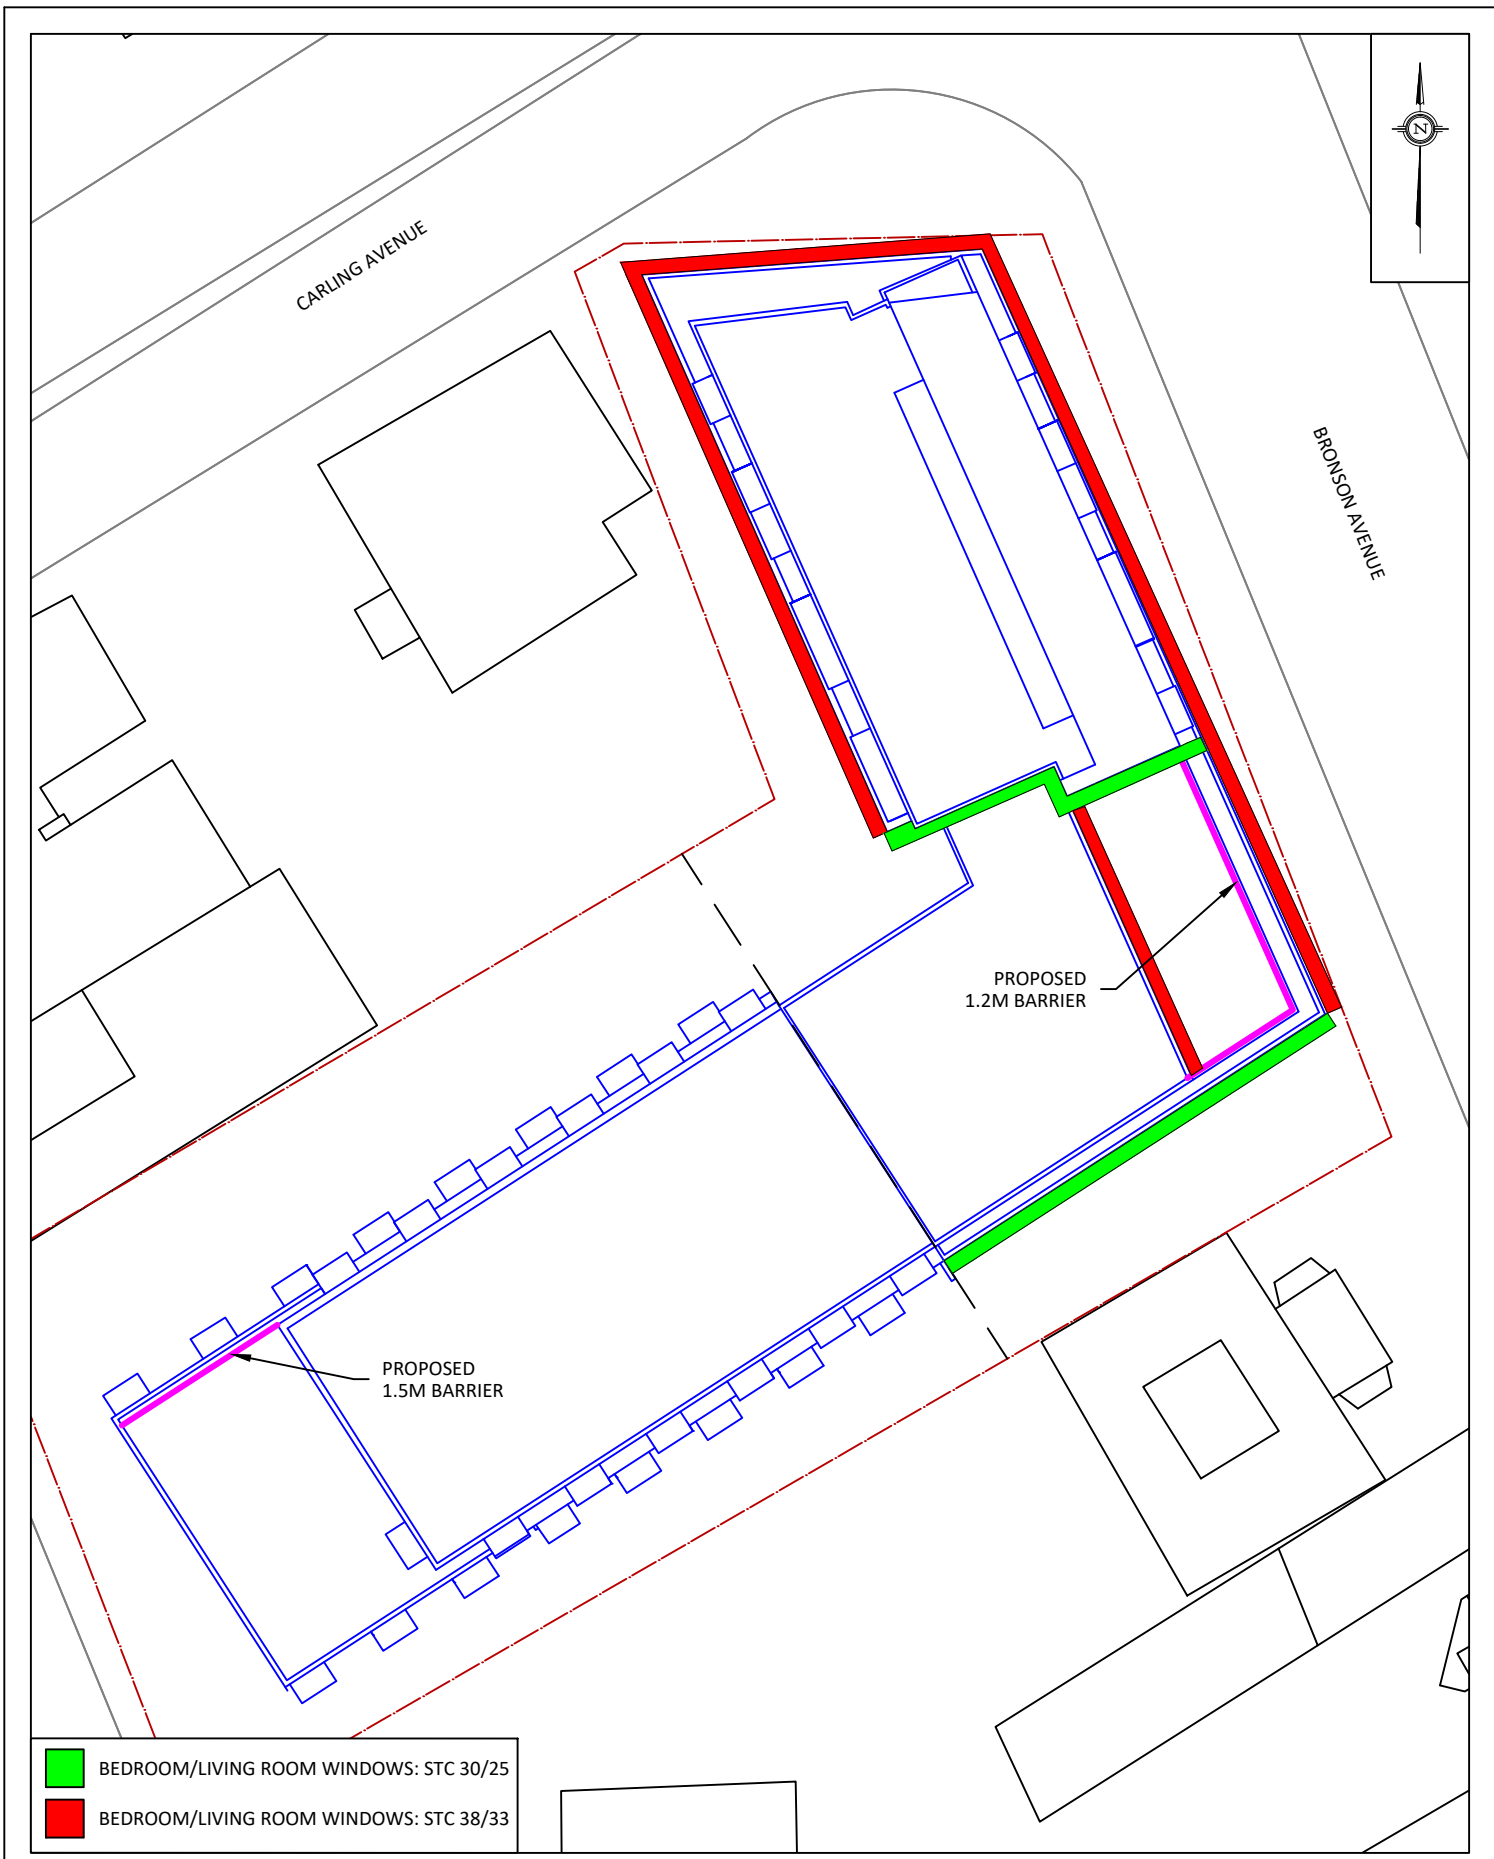 N
CARLING AVENUE
BRONSON AVENUE
PROPOSED
1.2M BARRIER
PROPOSED
1.5M BARRIER
BEDROOM/LIVING ROOM WINDOWS: STC 30/25
BEDROOM/LIVING ROOM WINDOWS: STC 38/33